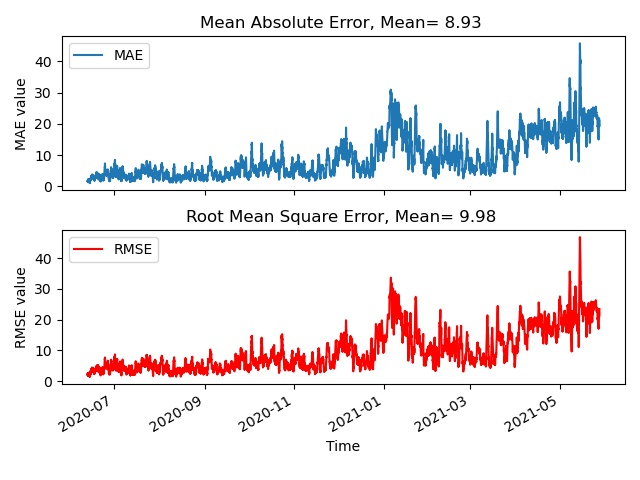 Mean Absolute Error, Mean= 8.93
MAE
MAE value
40
30
20
10
0
Root Mean Square Error, Mean= 9.98
RMSE
RMSE value
40
30
20
10
0
2020-07 2020-09 2020-11 2021-01 2021-03 2021-05
Time